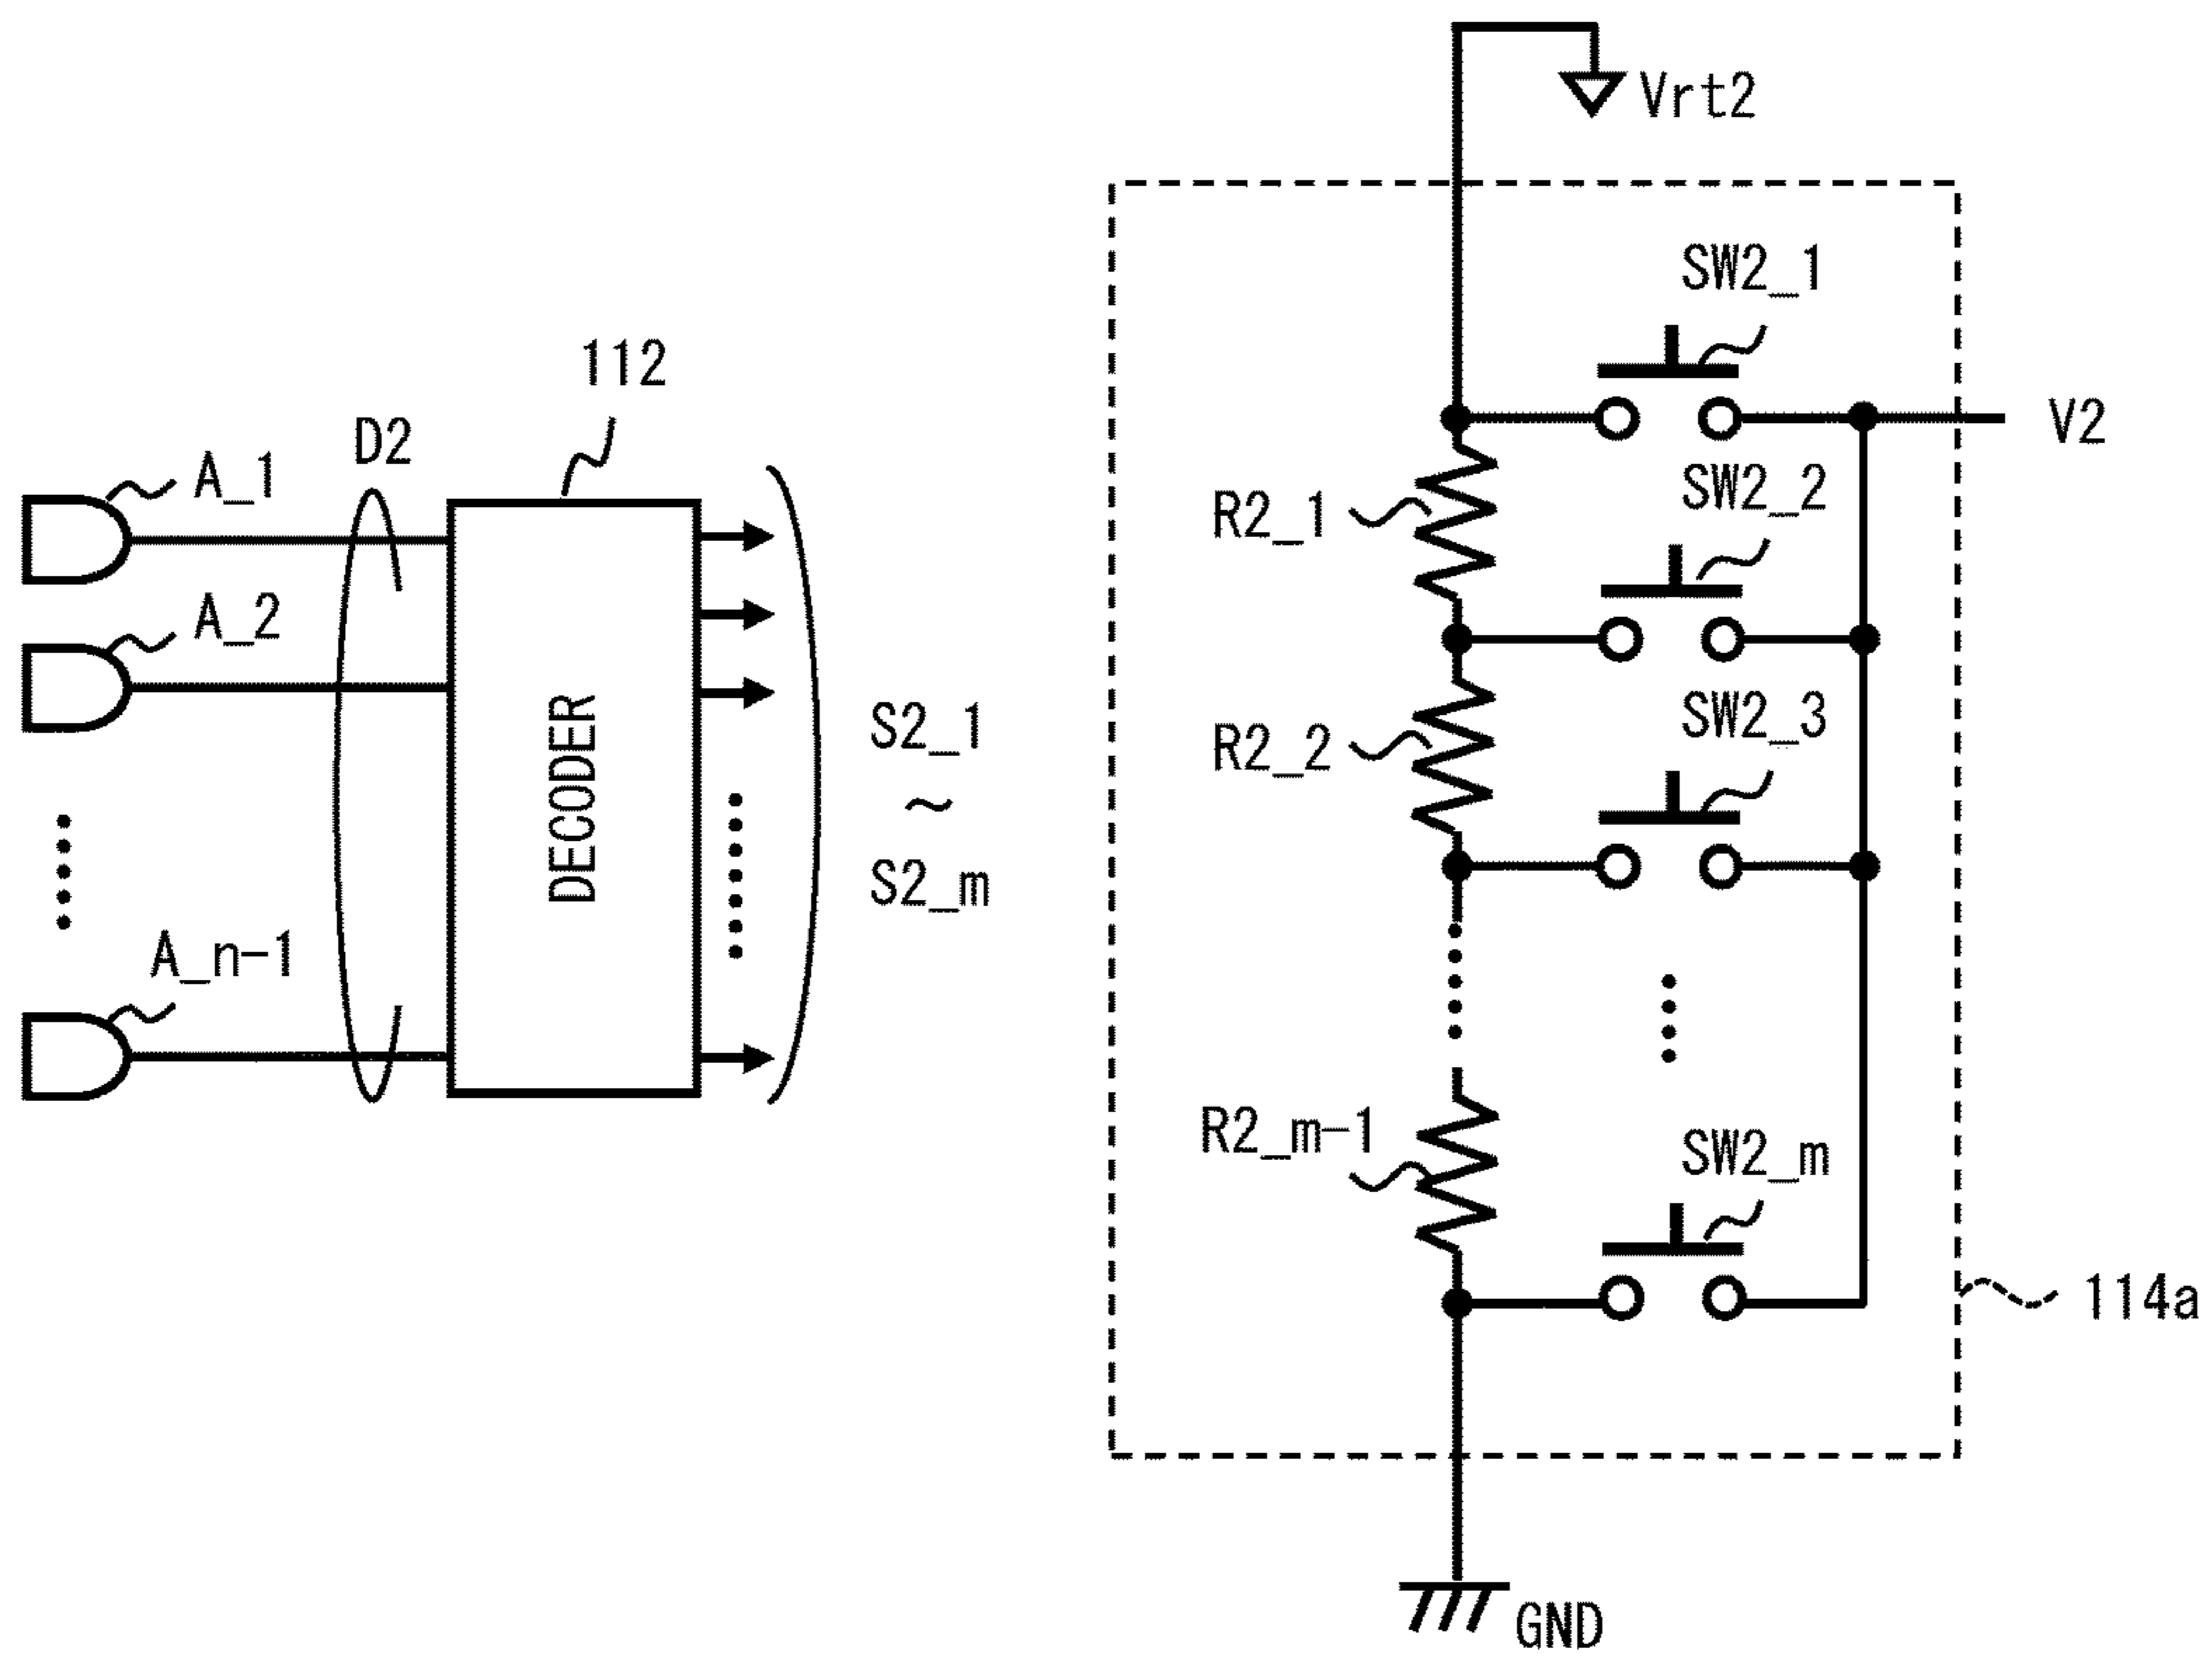 Vrt2
SW2_1
112
D2
V2
A_1
SW2_2
R2_1
A_2
SW2_3
S2_1
R2_2
DECODER
~
S2_m
A_n-1
R2_m-1
SW2_m
114a
GND